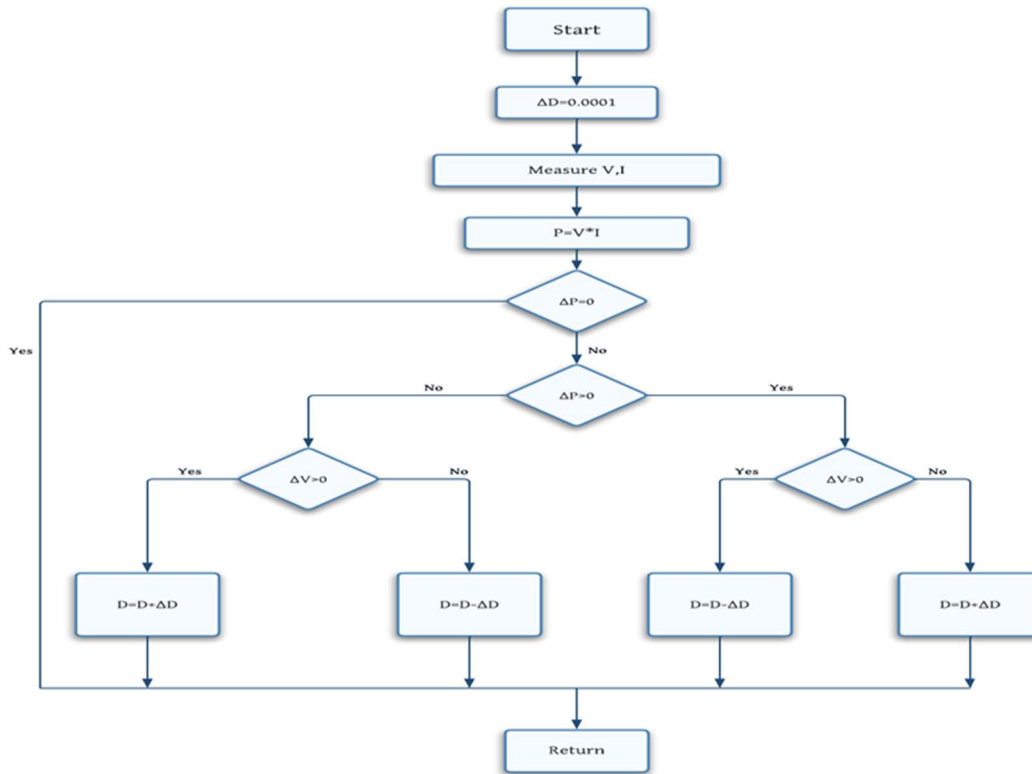 Start
ΔD=0.0001
Measure V,I
P=V*I
ΔP=0
Yes
No
ΔP>0
No
Yes
ΔV>0
Yes
No
ΔV>0
Yes
No
D=D+ΔD
D=D-ΔD
D=D-ΔD
D=D+ΔD
Return